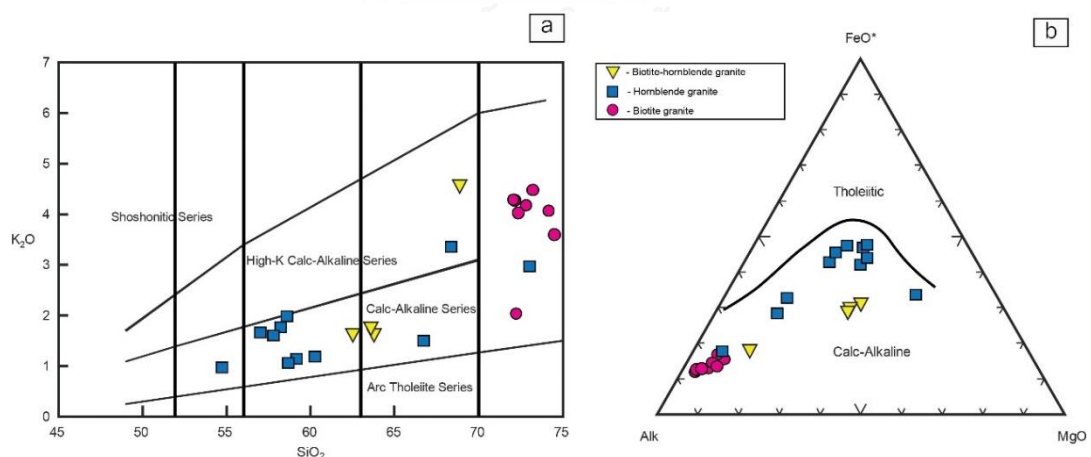 a
7
6
5
4
3
2
1
0
K₂O
45
50
55
60
65
70
75
SiO₂
Shoshonitic Series
High-K Calc-Alkaline Series
Calc-Alkaline Series
Arc Tholeiite Series
b
- Biotite-hornblende granite
- Hornblende granite
- Biotite granite
FeO*
Tholeiitic
Calc-Alkaline
Alk
MgO